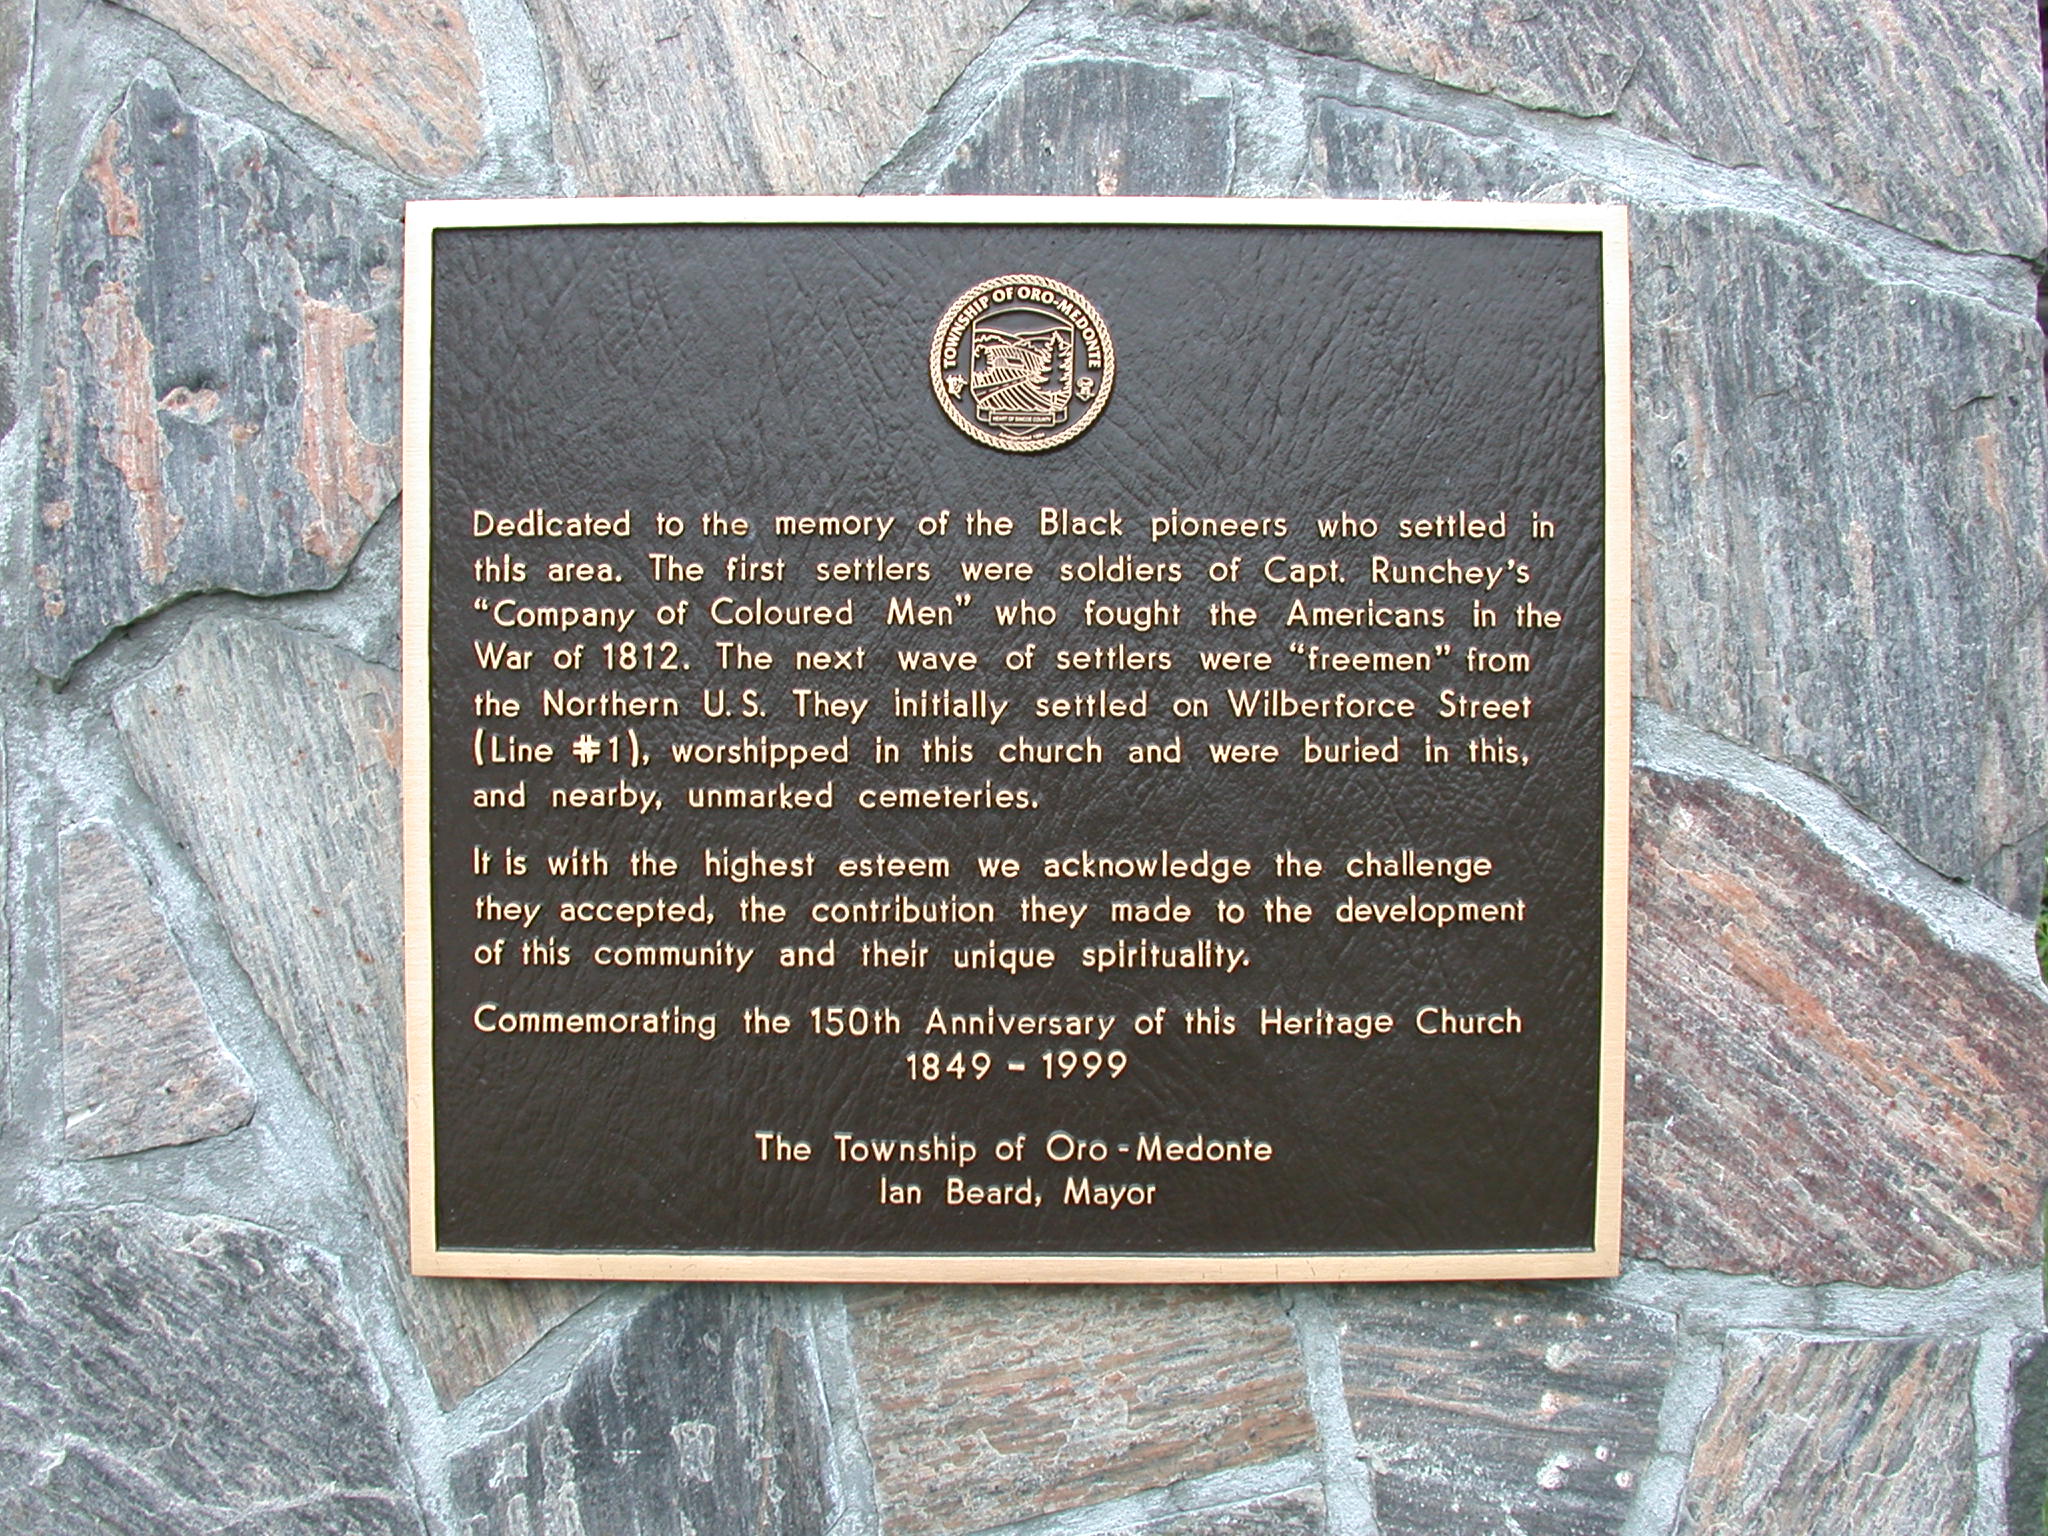 TOWNSHIP OF ORO-MEDONTE
HEART OF SIMCOE COUNTY
Dedicated to the memory of the Black pioneers who settled in
this area. The first settlers were soldiers of Capt. Runchey's
“Company of Coloured Men” who fought the Americans in the
War of 1812. The next wave of settlers were “freemen” from
the Northern U.S. They initially settled on Wilberforce Street
(Line #1), worshipped in this church and were buried in this,
and nearby, unmarked cemeteries.
It is with the highest esteem we acknowledge the challenge
they accepted, the contribution they made to the development
of this community and their unique spirituality.
Commemorating the 150th Anniversary of this Heritage Church
1849 - 1999
The Township of Oro-Medonte
Ian Beard, Mayor